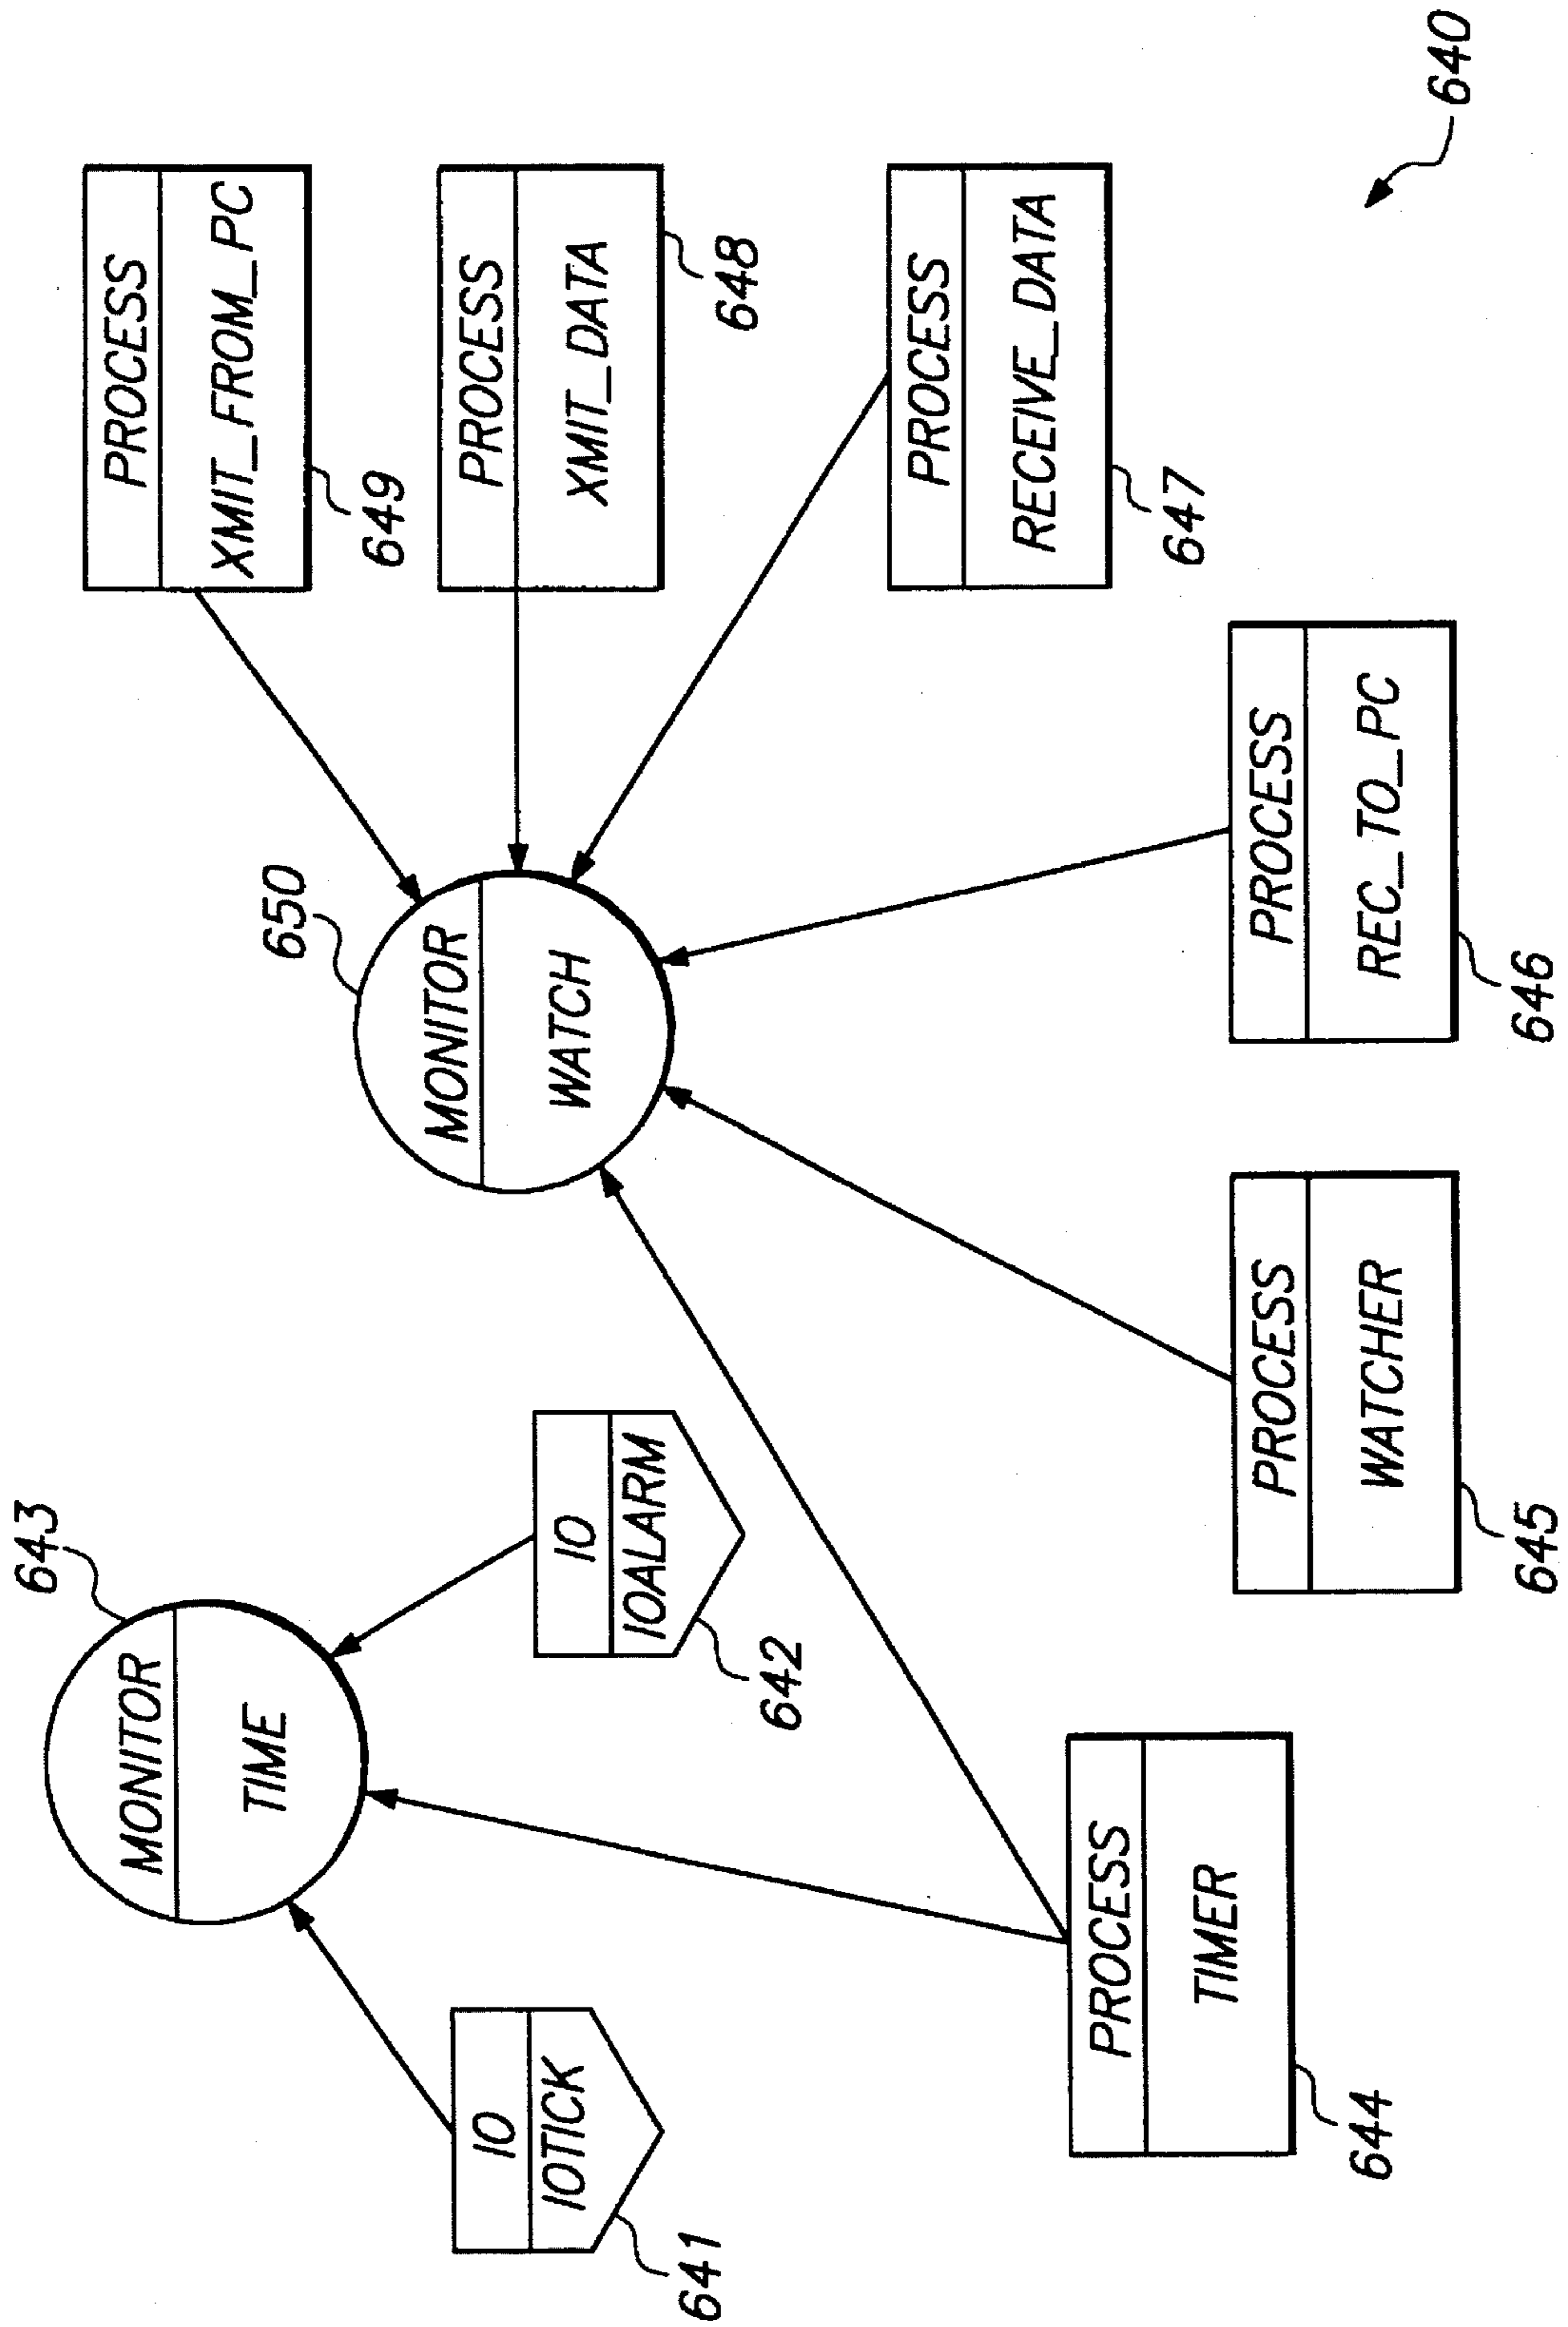 643
MONITOR
TIME
650
MONITOR
WATCH
PROCESS
XMIT_FROM_PC
649
PROCESS
XMIT_DATA
648
IO
IOTICK
641
IO
IOALARM
642
PROCESS
RECEIVE_DATA
647
PROCESS
TIMER
644
PROCESS
WATCHER
645
PROCESS
REC_TO_PC
646
640